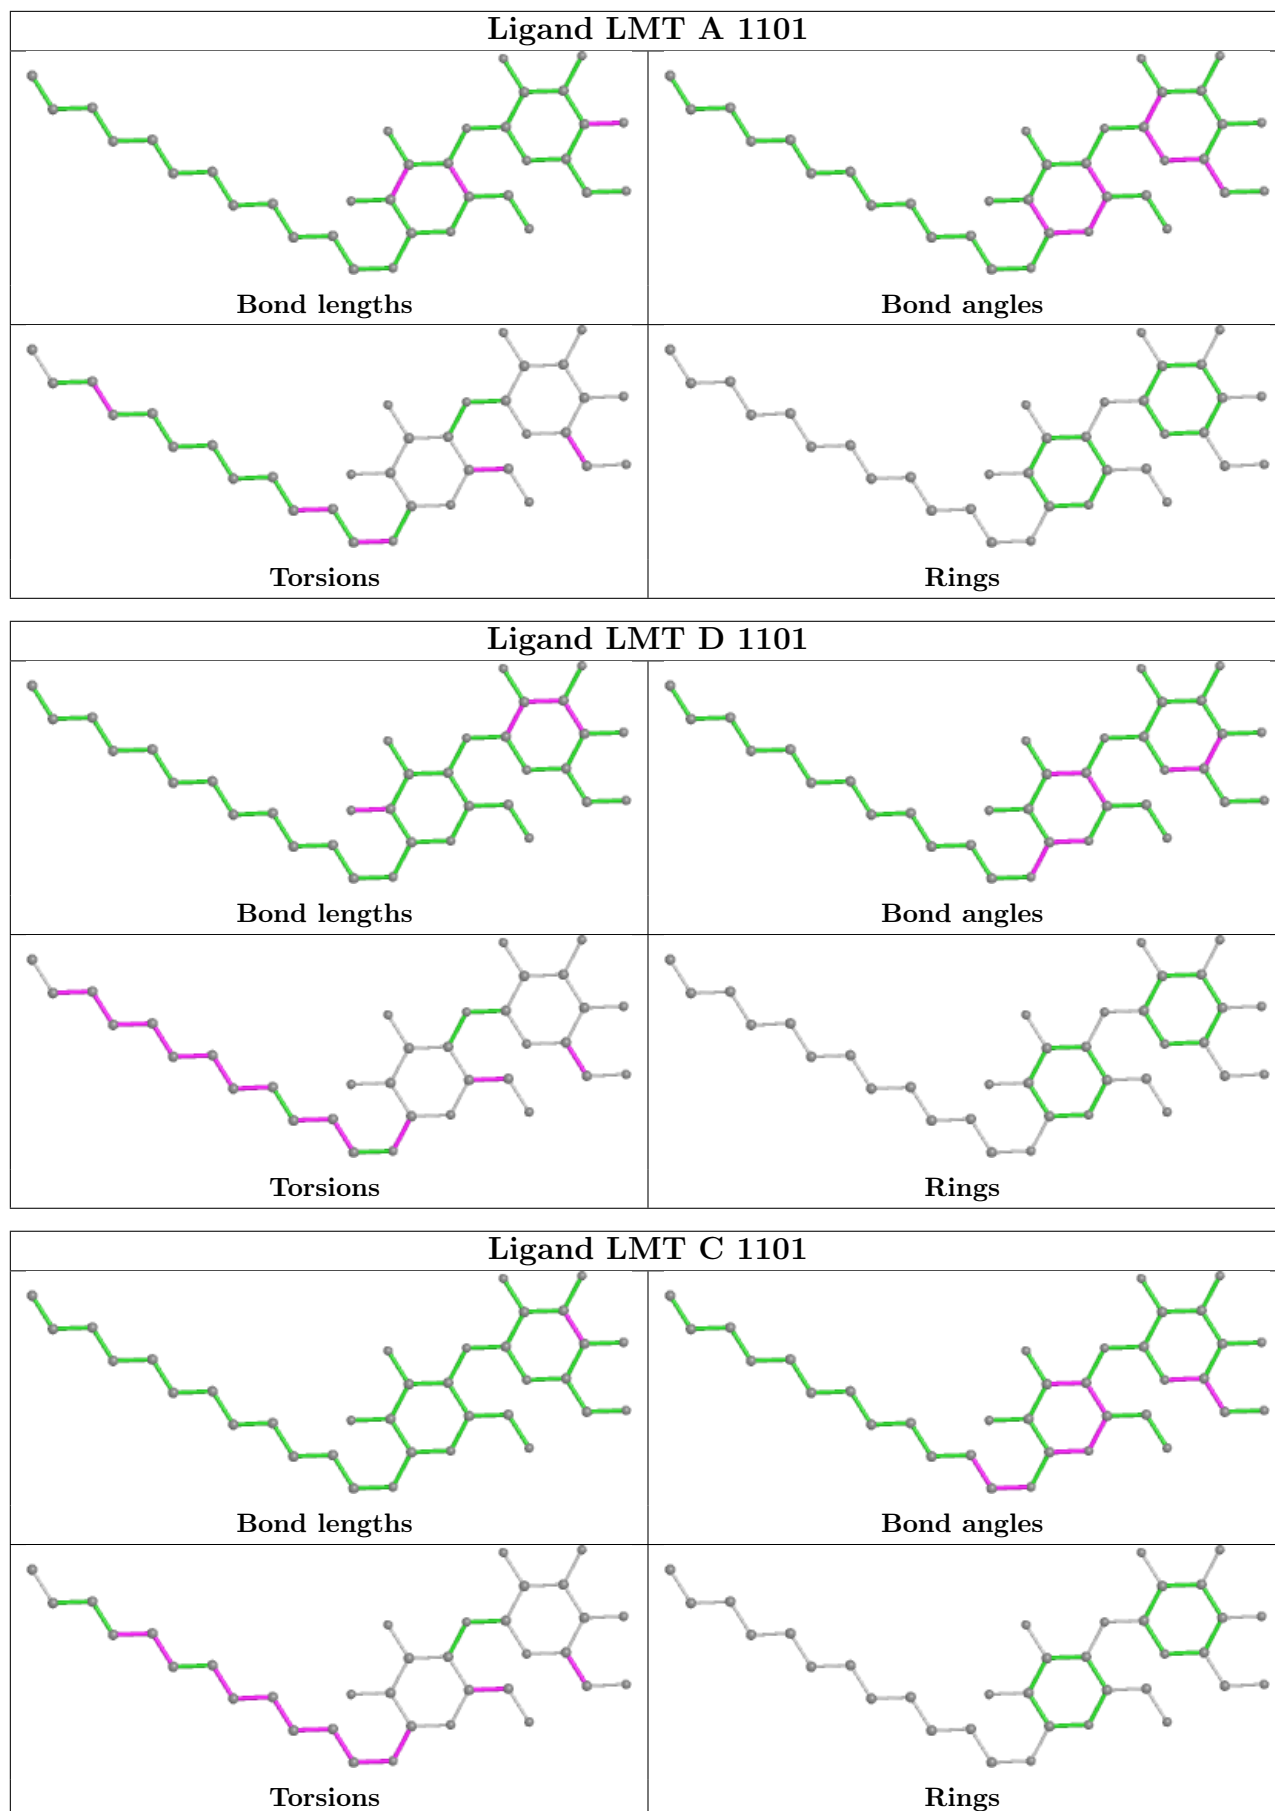 Ligand LMT A 1101
Bond lengths
Bond angles
Torsions
Rings
Ligand LMT D 1101
Bond lengths
Bond angles
Torsions
Rings
Ligand LMT C 1101
Bond lengths
Bond angles
Torsions
Rings